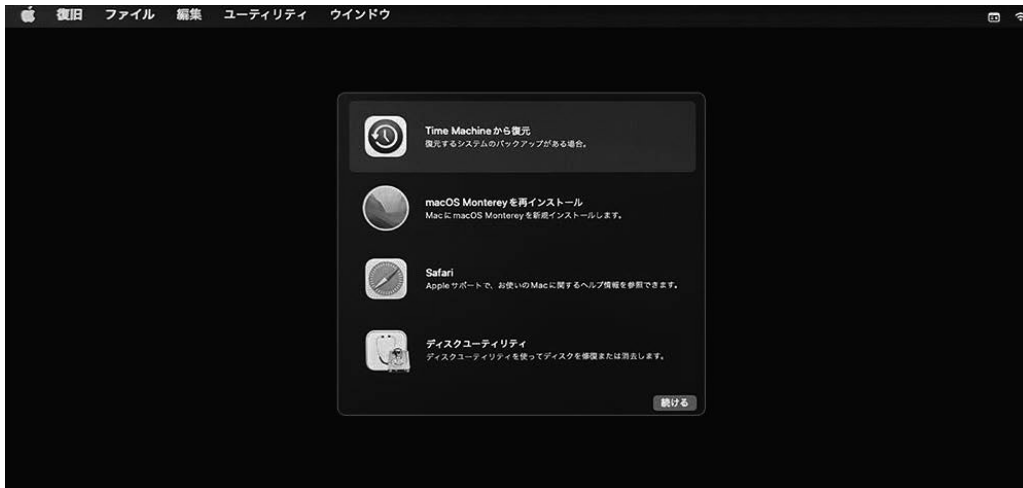 復旧 ファイル 編集 ユーティリティ ウインドウ
Time Machineから復元
復元するシステムのバックアップがある場合。
macOS Montereyを再インストール
MacにmacOS Montereyを新規インストールします。
Safari
Appleサポートで、お使いのMacに関するヘルプ情報を参照できます。
ディスクユーティリティ
ディスクユーティリティを使ってディスクを修復または消去します。
続ける